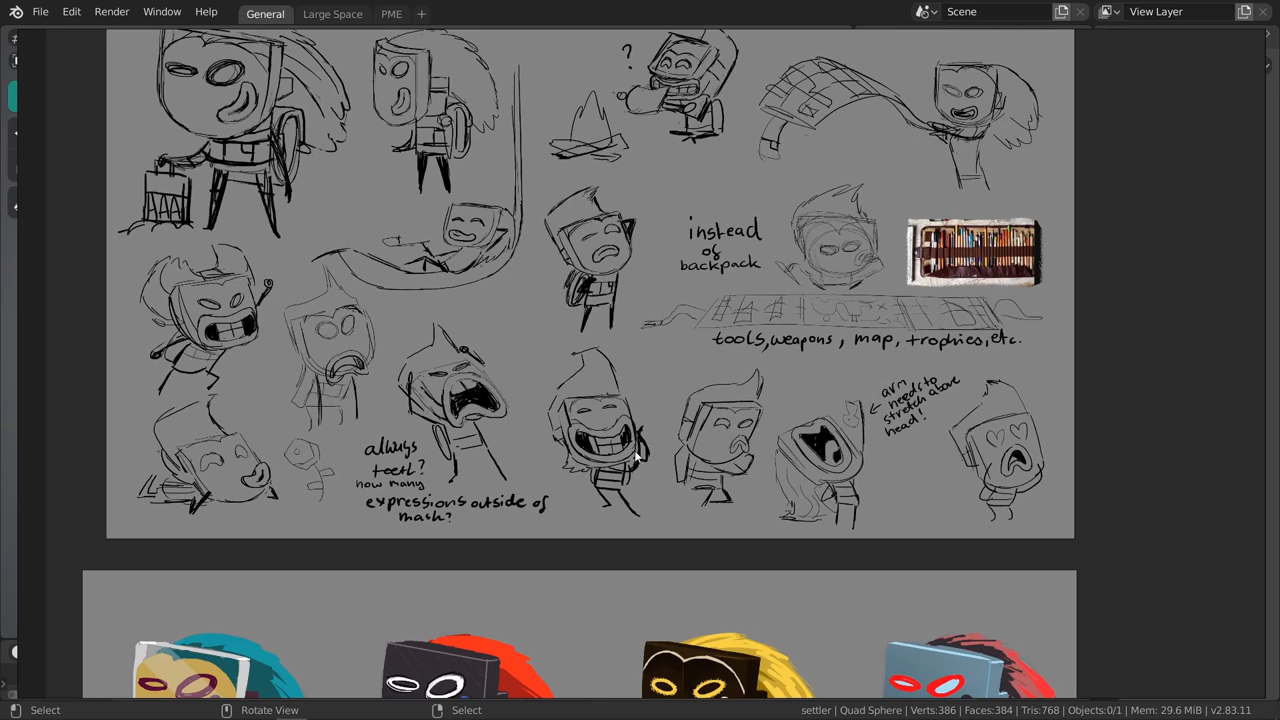 File Edit Render Window Help General Large Space PME + Scene View Layer
?
instead
of
backpack
tools, weapons, map, trophies, etc.
arm
needs to
stretch above
head!
always
teeth?
how many
expressions outside of
mask?
Select Rotate View Select settler | Quad Sphere | Verts:386 | Faces:384 | Tris:768 | Objects:0/1 | Mem: 29.6 MiB | v2.83.11